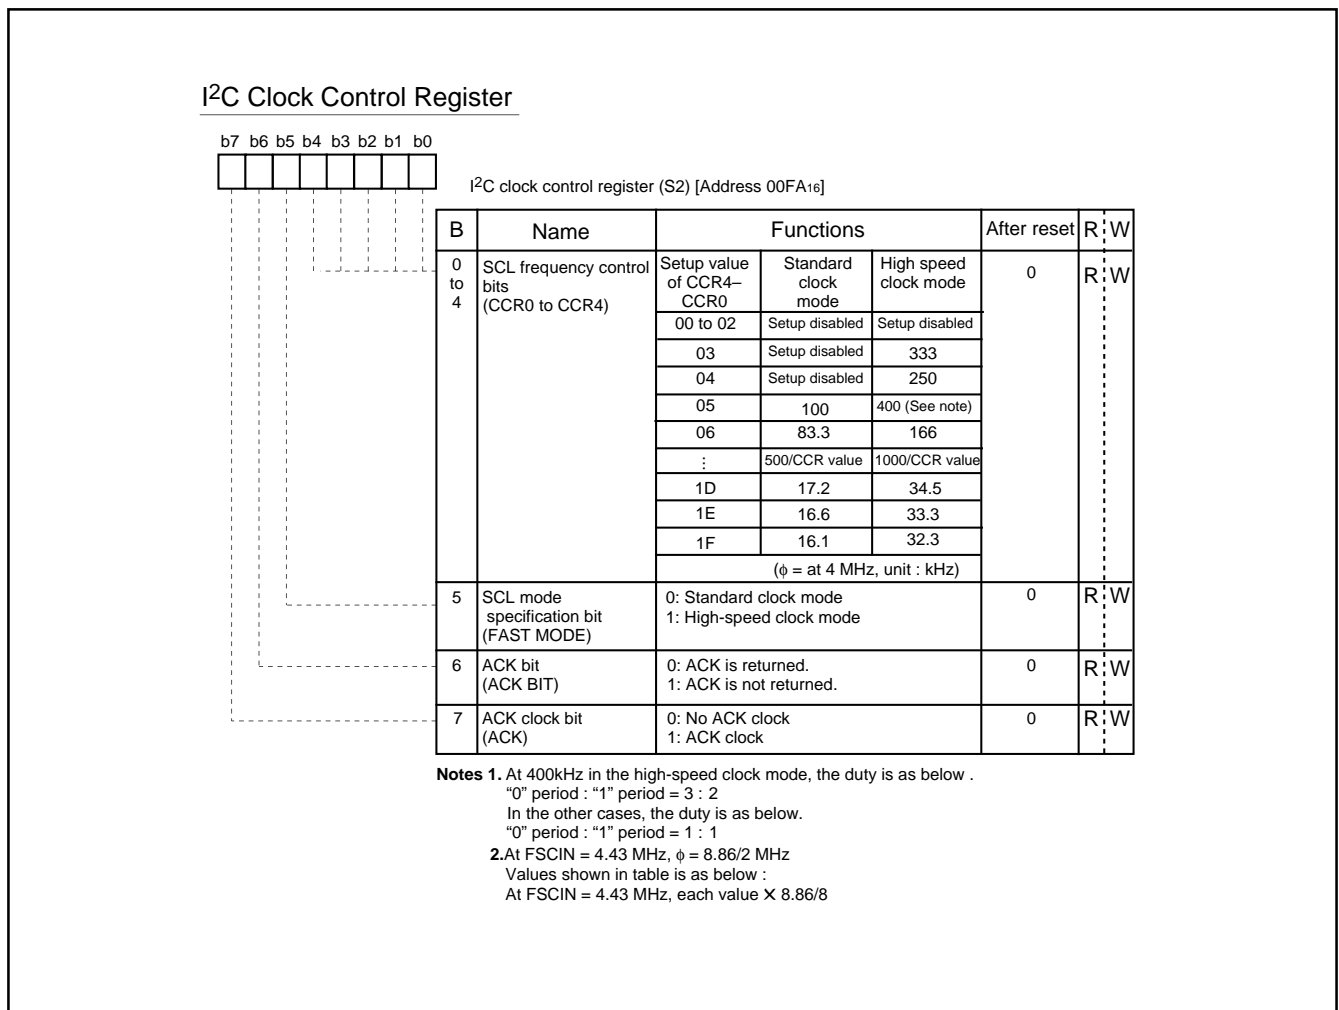 I2C Clock Control Register
b7 b6 b5 b4 b3 b2 b1 b0
I2C clock control register (S2) [Address 00FA16]
B Name Functions After reset R W
0 to 4 SCL frequency control bits (CCR0 to CCR4) Setup value of CCR4–CCR0 Standard clock mode High speed clock mode 0 R W
00 to 02 Setup disabled Setup disabled
03 Setup disabled 333
04 Setup disabled 250
05 100 400 (See note)
06 83.3 166
⋮ 500/CCR value 1000/CCR value
1D 17.2 34.5
1E 16.6 33.3
1F 16.1 32.3
(ϕ = at 4 MHz, unit : kHz)
5 SCL mode specification bit (FAST MODE) 0: Standard clock mode 0 R W
1: High-speed clock mode
6 ACK bit (ACK BIT) 0: ACK is returned. 0 R W
1: ACK is not returned.
7 ACK clock bit (ACK) 0: No ACK clock 0 R W
1: ACK clock
Notes 1. At 400kHz in the high-speed clock mode, the duty is as below .
“0” period : “1” period = 3 : 2
In the other cases, the duty is as below.
“0” period : “1” period = 1 : 1
2.At FSCIN = 4.43 MHz, ϕ = 8.86/2 MHz
Values shown in table is as below :
At FSCIN = 4.43 MHz, each value ✕ 8.86/8